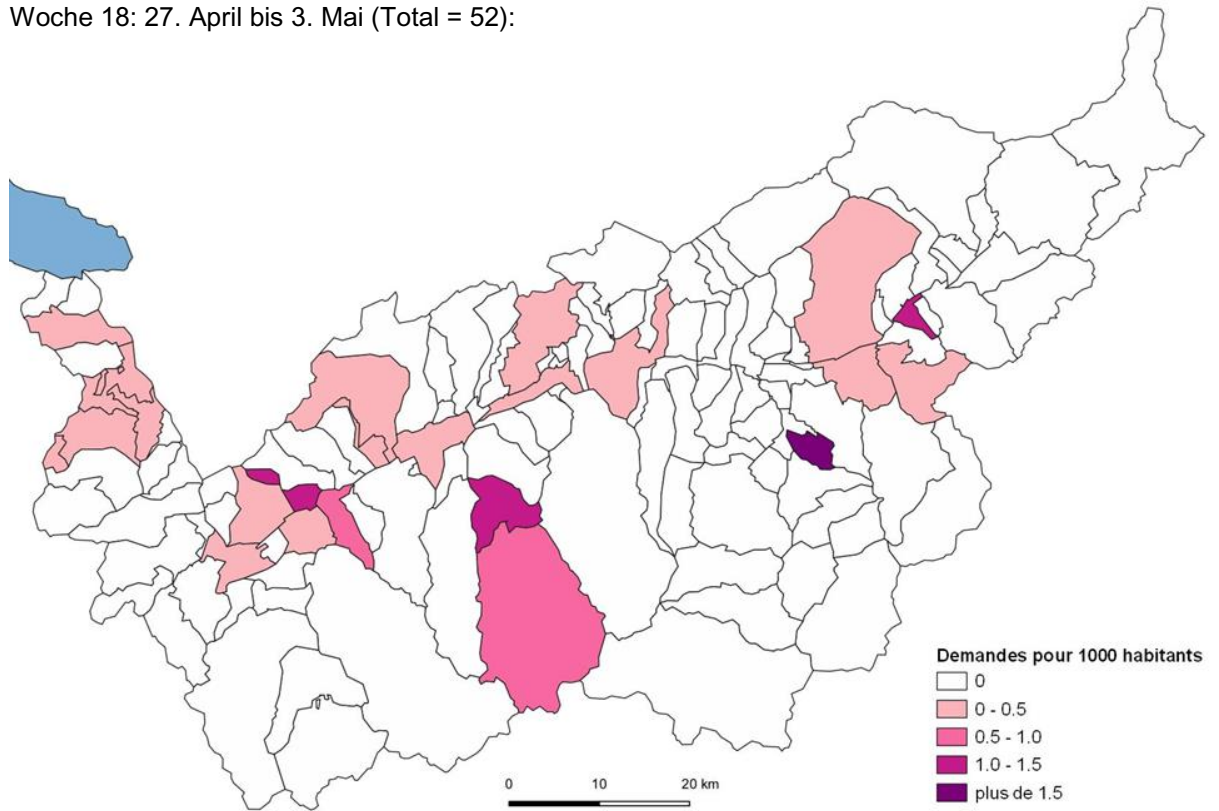 Woche 18: 27. April bis 3. Mai (Total = 52):
Demandes pour 1000 habitants
0
0 - 0.5
0.5 - 1.0
1.0 - 1.5
plus de 1.5
0 10 20 km